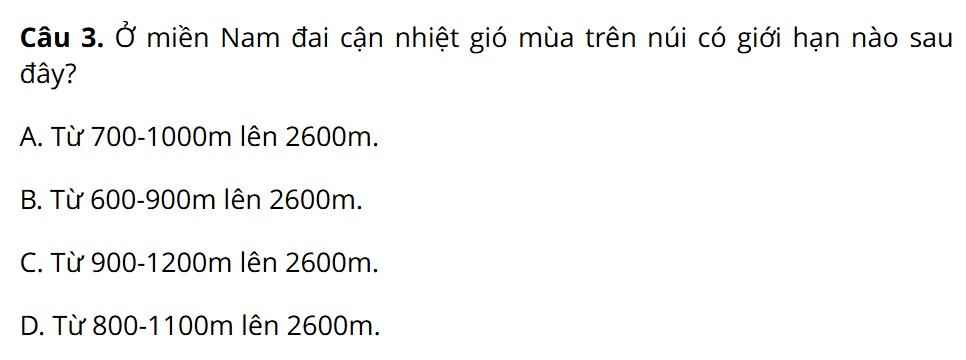 Câu 3. Ở miền Nam đai cận nhiệt gió mùa trên núi có giới hạn nào sau
đây?
A. Từ 700-1000m lên 2600m.
B. Từ 600-900m lên 2600m.
C. Từ 900-1200m lên 2600m.
D. Từ 800-1100m lên 2600m.